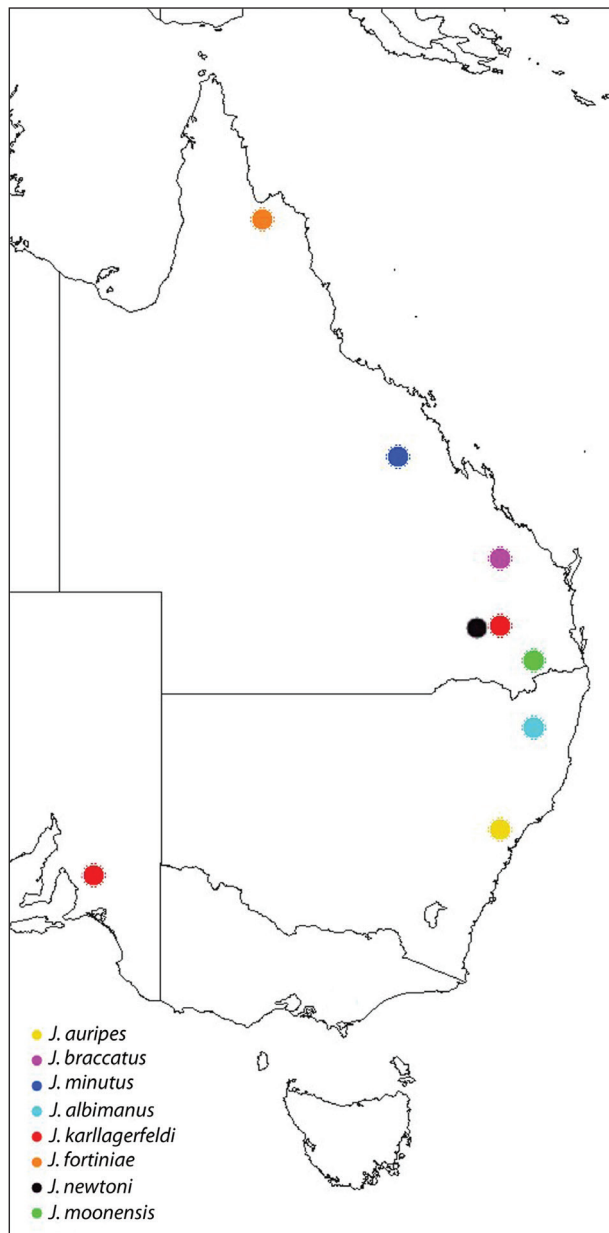 J. auripes
J. braccatus
J. minutus
J. albimanus
J. karllagerfeldi
J. fortiniae
J. newtoni
J. moonensis